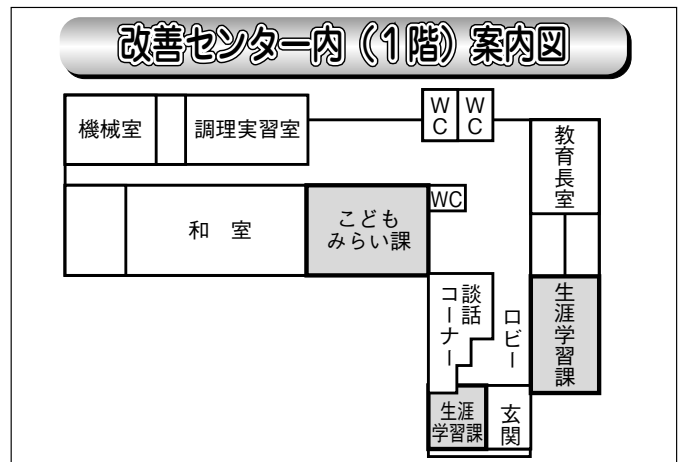 改善センター内（1階）案内図
機械室
調理実習室
WC
WC
教育長室
和　室
こども
みらい課
WC
談話
コーナー
ロビー
生涯学習課
生涯
学習課
玄関